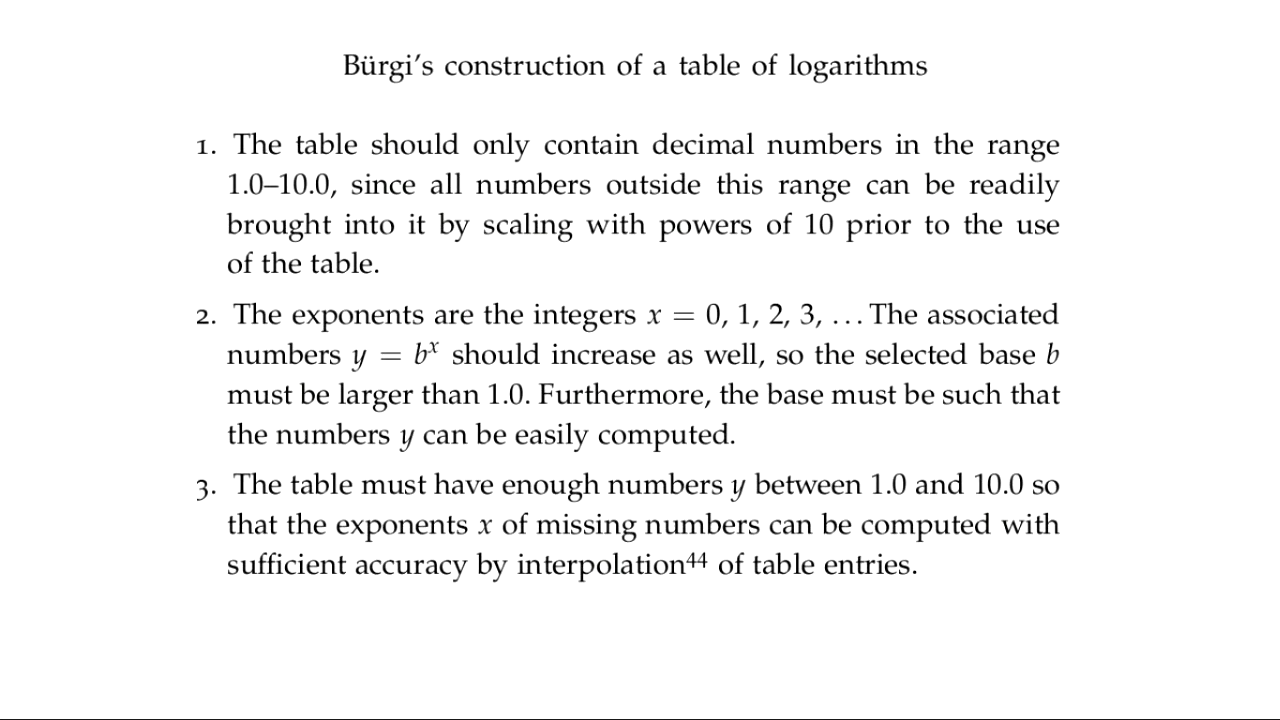 Bürgi's construction of a table of logarithms
1. The table should only contain decimal numbers in the range
1.0–10.0, since all numbers outside this range can be readily
brought into it by scaling with powers of 10 prior to the use
of the table.
2. The exponents are the integers x = 0, 1, 2, 3, … The associated
numbers y = bˣ should increase as well, so the selected base b
must be larger than 1.0. Furthermore, the base must be such that
the numbers y can be easily computed.
3. The table must have enough numbers y between 1.0 and 10.0 so
that the exponents x of missing numbers can be computed with
sufficient accuracy by interpolation⁴⁴ of table entries.